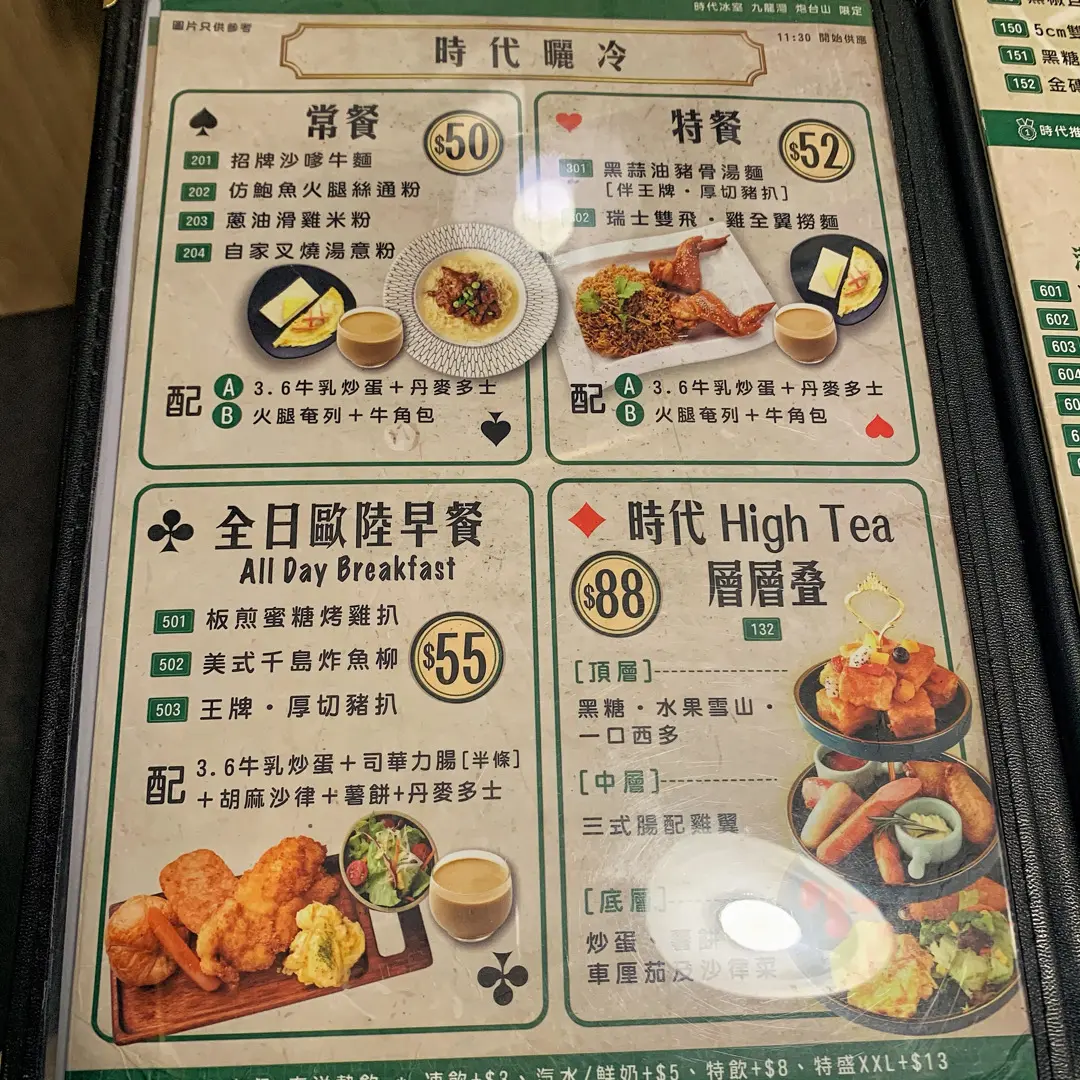 時代冰室 九龍灣 炮台山 限定
圖片只供參考
11:30 開始供應
時代曬冷
常餐
$50
201 招牌沙嗲牛麵
202 仿鮑魚火腿絲通粉
203 蔥油滑雞米粉
204 自家叉燒湯意粉
配 A 3.6牛乳炒蛋+丹麥多士
B 火腿奄列+牛角包
特餐
$52
301 黑蒜油豬骨湯麵
[伴王牌・厚切豬扒]
02 瑞士雙飛・雞全翼撈麵
配 A 3.6牛乳炒蛋+丹麥多士
B 火腿奄列+牛角包
全日歐陸早餐
All Day Breakfast
$55
501 板煎蜜糖烤雞扒
502 美式千島炸魚柳
503 王牌・厚切豬扒
配 3.6牛乳炒蛋+司華力腸[半條]
+胡麻沙律+薯餅+丹麥多士
時代 High Tea
層層叠
$88
132
[頂層]
黑糖・水果雪山・
一口西多
[中層]
三式腸配雞翼
[底層]
炒蛋・薯餅
車厘茄及沙律菜
凍飲+$3、汽水/鮮奶+$5、特飲+$8、特盛XXL+$13
150 5cm
151 黑糖
152 金磚
時代推
601
602
603
604